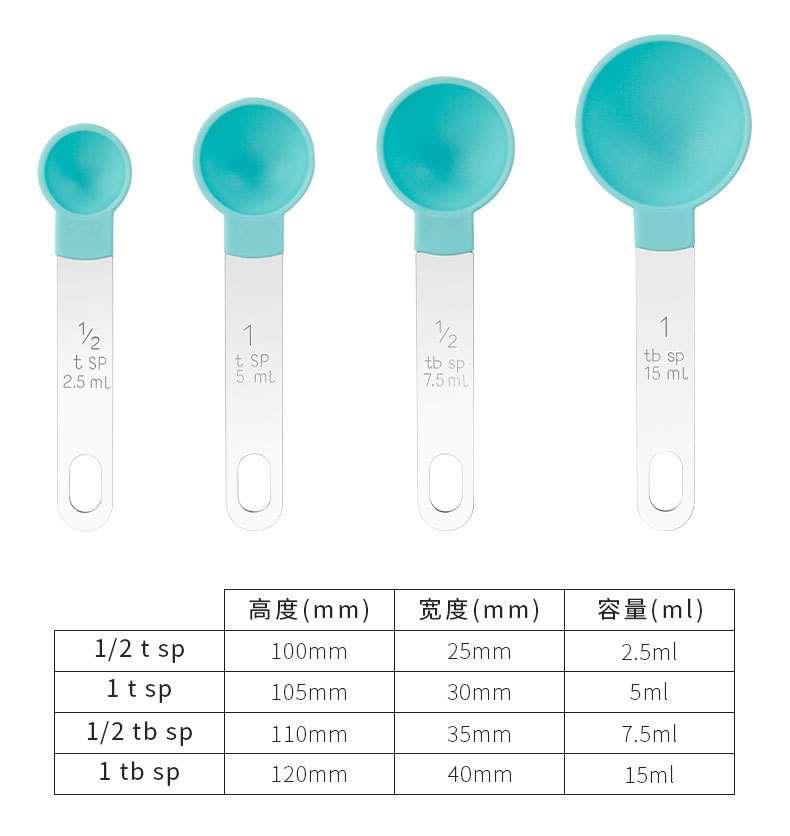 1/2
t SP
2.5 ml
1
t SP
5 ml
1/2
tb sp
7.5 ml
1
tb sp
15 ml
高度(mm) 宽度(mm) 容量(ml)
1/2 t sp 100mm 25mm 2.5ml
1 t sp 105mm 30mm 5ml
1/2 tb sp 110mm 35mm 7.5ml
1 tb sp 120mm 40mm 15ml